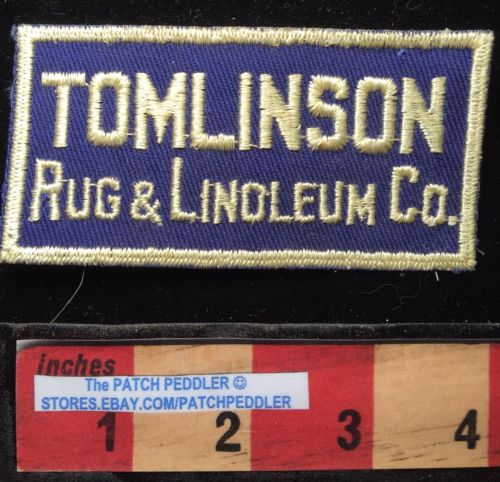 TOMLINSON
RUG & LINOLEUM CO.
inches
The PATCH PEDDLER ☺
STORES.EBAY.COM/PATCHPEDDLER
1 2 3 4